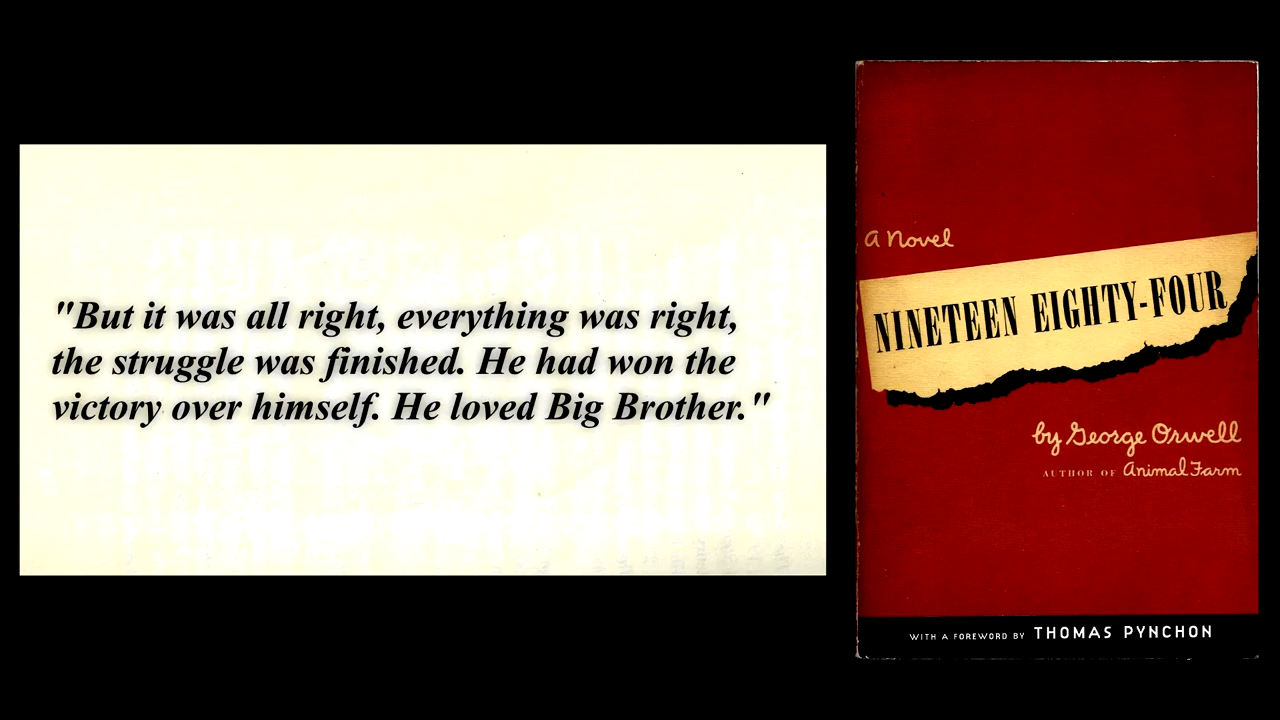 "But it was all right, everything was right,
the struggle was finished. He had won the
victory over himself. He loved Big Brother."
A Novel
NINETEEN EIGHTY-FOUR
by George Orwell
AUTHOR OF Animal Farm
WITH A FOREWORD BY THOMAS PYNCHON